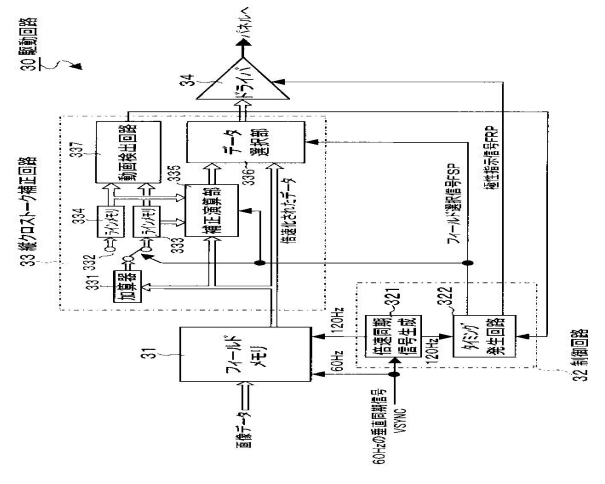 30 駆動回路
33 縦クロストーク補正回路
パネルへ
34
ドライバ
337
動画検出回路
334
ラインメモリ
ラインメモリ
333
332
331
加算器
335
補正演算部
336
データ
選択部
倍速化されたデータ
フィールド選択信号FSP
極性指示信号FRP
31
フィールド
メモリ
画像データ
60Hz
120Hz
321
倍速同期
信号生成
120Hz
322
タイミング
発生回路
32 制御回路
60Hzの垂直同期信号
VSYNC